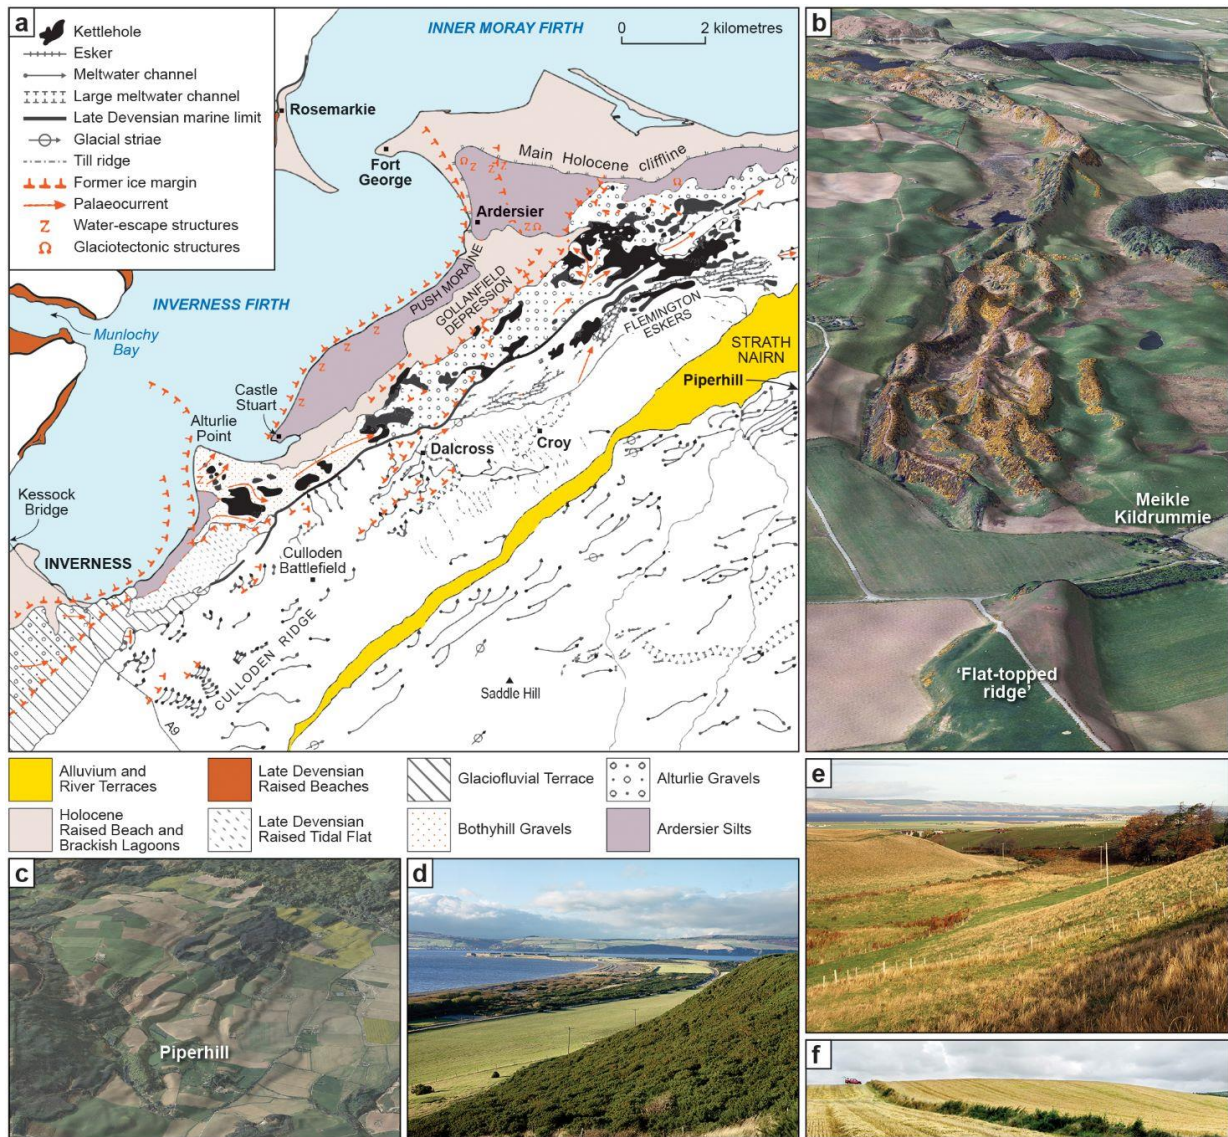 a
Kettlehole
Esker
Meltwater channel
Large meltwater channel
Late Devensian marine limit
Glacial striae
Till ridge
Former ice margin
Palaeocurrent
Z Water-escape structures
Ω Glaciotectonic structures
INNER MORAY FIRTH
0 2 kilometres
Rosemarkie
Fort
George
Main Holocene cliffline
Ω Z
Z Z
Ω
Ardersier
Z Ω
PUSH MORAINE
GOLLANFIELD
DEPRESSION
INVERNESS FIRTH
Munlochy
Bay
Z
Z
Z
FLEMINGTON
ESKERS
STRATH
NAIRN
Piperhill
Castle
Stuart
Alturlie
Point
Z
Dalcross
Croy
Kessock
Bridge
INVERNESS
Culloden
Battlefield
CULLODEN RIDGE
Saddle Hill
A9
b
Meikle
Kildrummie
'Flat-topped
ridge'
Alluvium and
River Terraces
Late Devensian
Raised Beaches
Glaciofluvial Terrace
Alturlie Gravels
Holocene
Raised Beach and
Brackish Lagoons
Late Devensian
Raised Tidal Flat
Bothyhill Gravels
Ardersier Silts
c
Piperhill
d
e
f